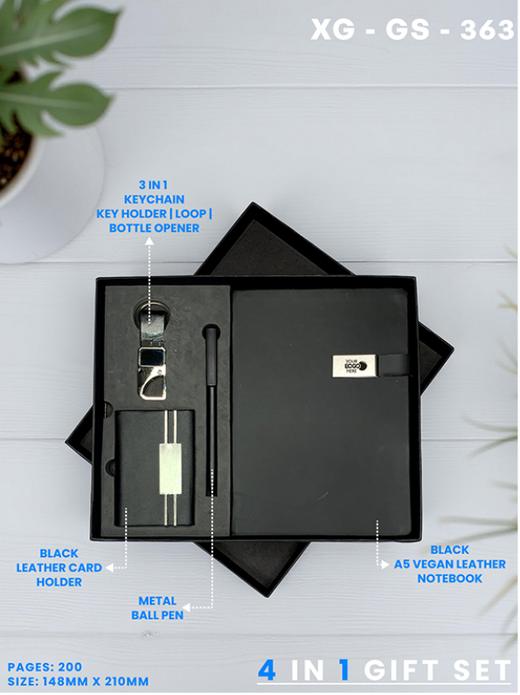 XG - GS - 363
3 IN 1
KEYCHAIN
KEY HOLDER | LOOP |
BOTTLE OPENER
YOUR
LOGO
HERE
BLACK
LEATHER CARD
HOLDER
METAL
BALL PEN
BLACK
A5 VEGAN LEATHER
NOTEBOOK
PAGES: 200
SIZE: 148MM X 210MM
4 IN 1 GIFT SET